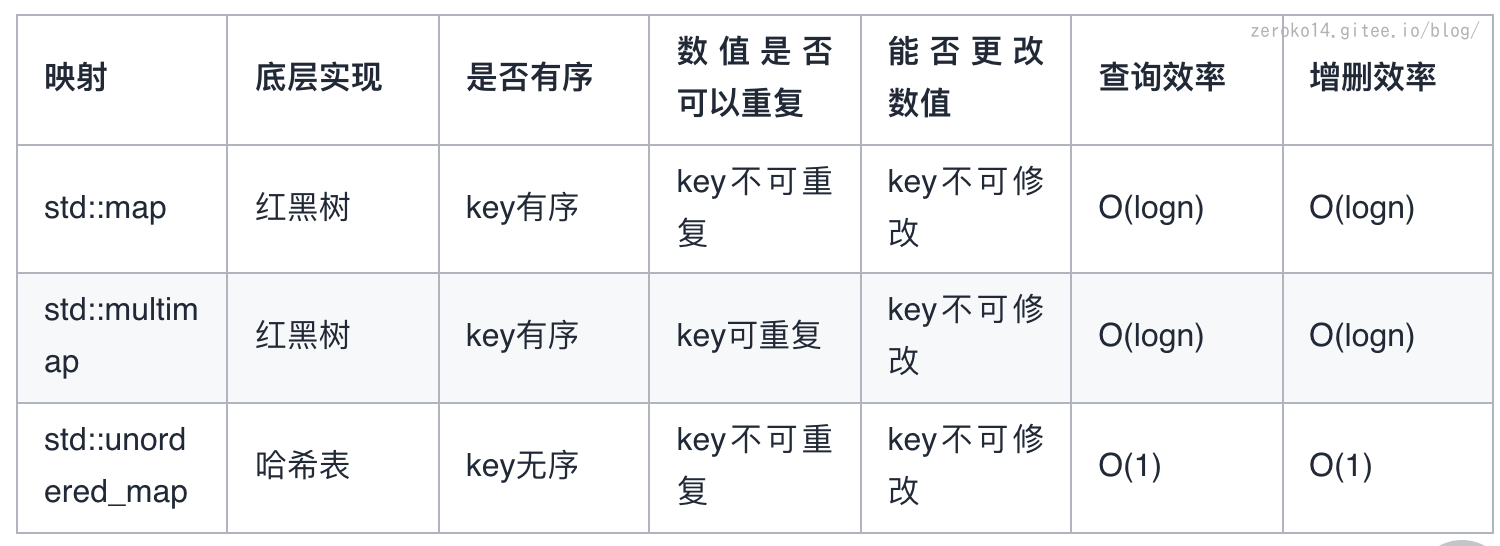 zeroko14.gitee.io/blog/
映射
底层实现
是否有序
数值是否
可以重复
能否更改
数值
查询效率
增删效率
std::map
红黑树
key有序
key不可重
复
key不可修
改
O(logn)
O(logn)
std::multim
ap
红黑树
key有序
key可重复
key不可修
改
O(logn)
O(logn)
std::unord
ered_map
哈希表
key无序
key不可重
复
key不可修
改
O(1)
O(1)